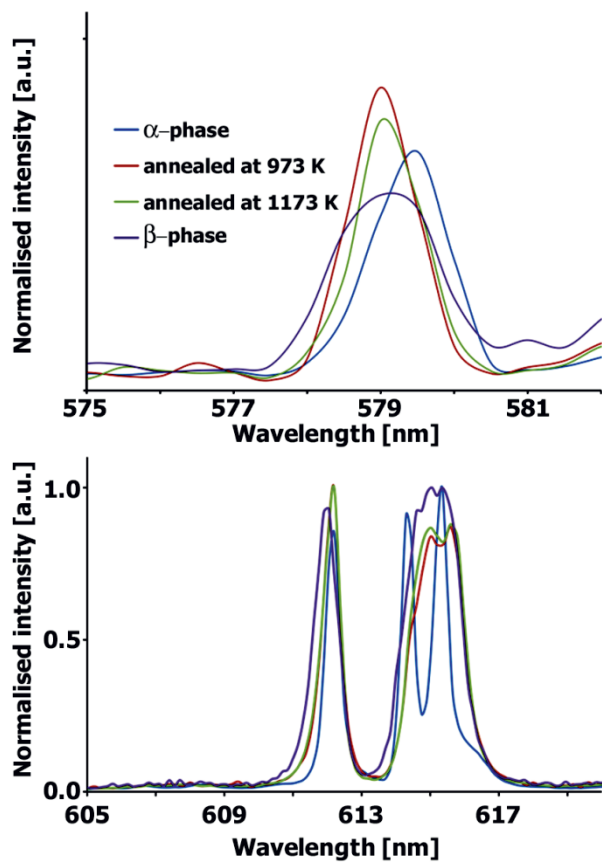 Normalised intensity [a.u.]
α–phase
annealed at 973 K
annealed at 1173 K
β–phase
575 577 579 581
Wavelength [nm]
Normalised intensity [a.u.]
1.0
0.5
0.0
605 609 613 617
Wavelength [nm]